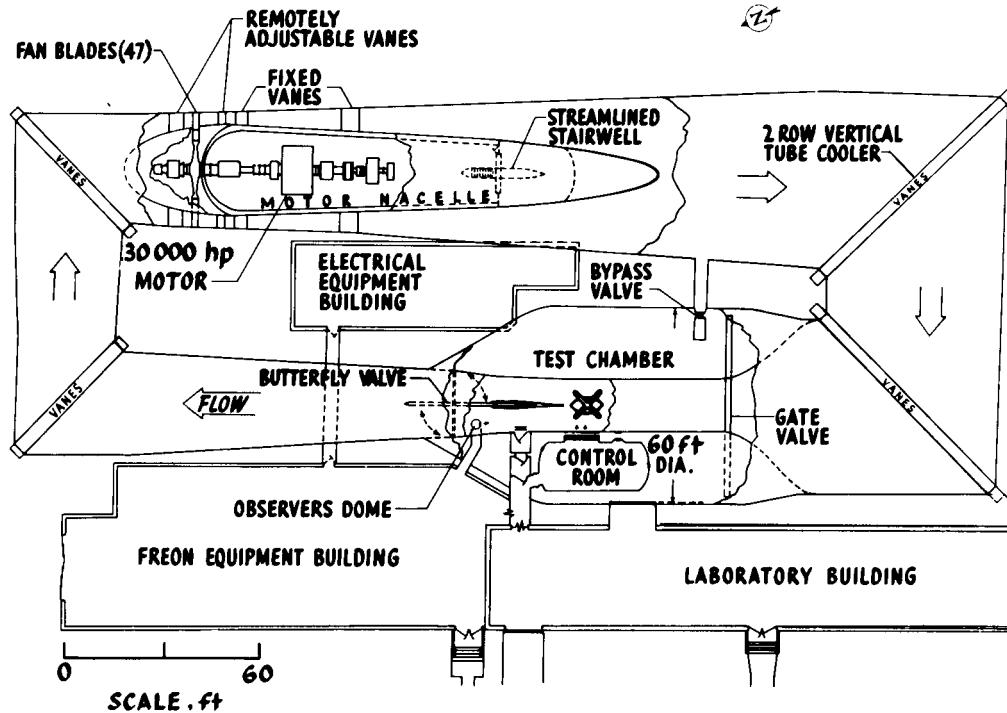 N
REMOTELY
ADJUSTABLE VANES
FAN BLADES(47)
FIXED
VANES
STREAMLINED
STAIRWELL
2 ROW VERTICAL
TUBE COOLER
VANES
VANES
MOTOR NACELLE
30000 hp
MOTOR
ELECTRICAL
EQUIPMENT
BUILDING
BYPASS
VALVE
TEST CHAMBER
BUTTERFLY VALVE
FLOW
VANES
VANES
GATE
VALVE
60 ft
DIA.
CONTROL
ROOM
OBSERVERS DOME
FREON EQUIPMENT BUILDING
LABORATORY BUILDING
0 60
SCALE, ft